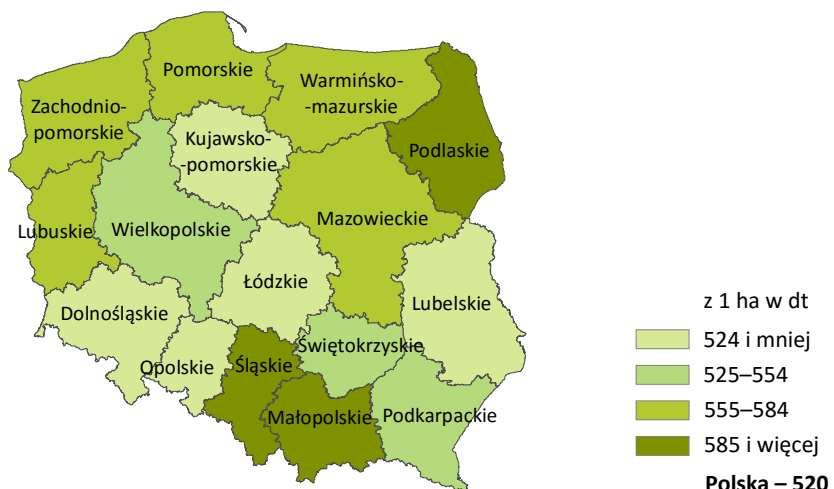 Pomorskie
Warmińsko-
-mazurskie
Zachodnio-
pomorskie
Kujawsko-
-pomorskie
Podlaskie
Mazowieckie
Wielkopolskie
Lubuskie
Łódzkie
Lubelskie
Dolnośląskie
Świętokrzyskie
Opolskie
Śląskie
Małopolskie
Podkarpackie
z 1 ha w dt
524 i mniej
525–554
555–584
585 i więcej
Polska – 520